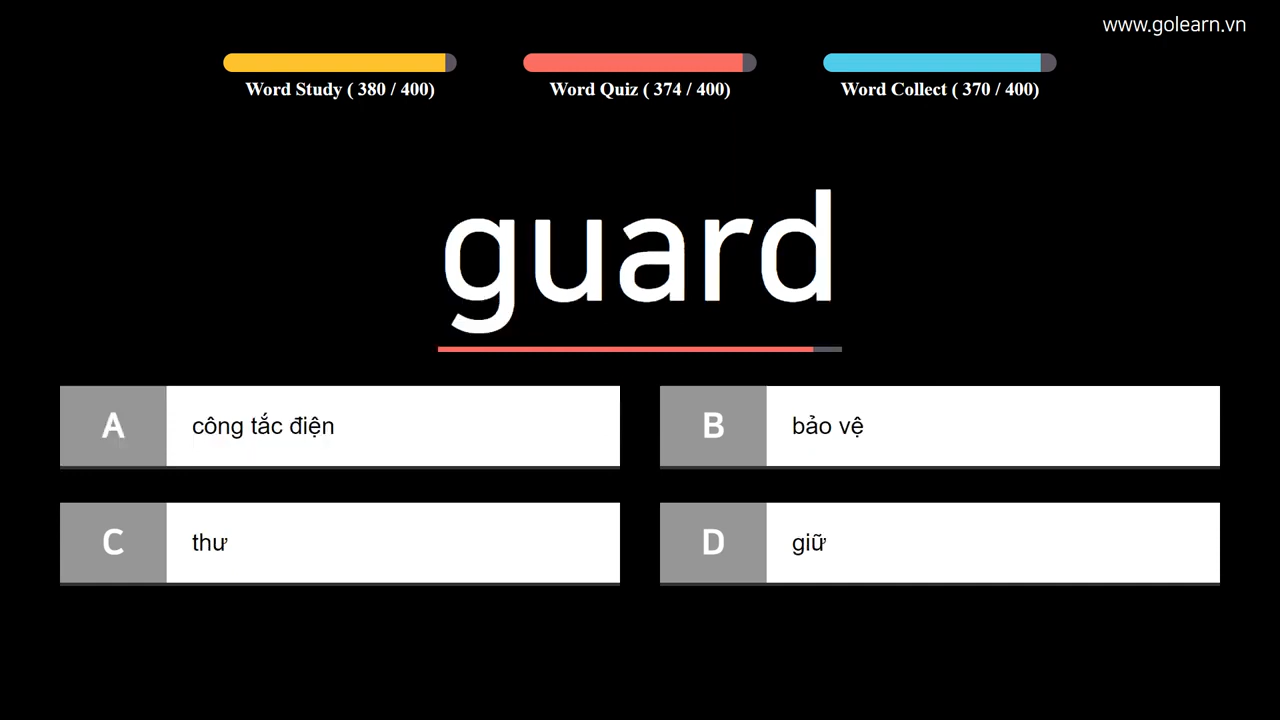 www.golearn.vn
Word Study ( 380 / 400)
Word Quiz ( 374 / 400)
Word Collect ( 370 / 400)
guard
A công tắc điện
B bảo vệ
C thư
D giữ